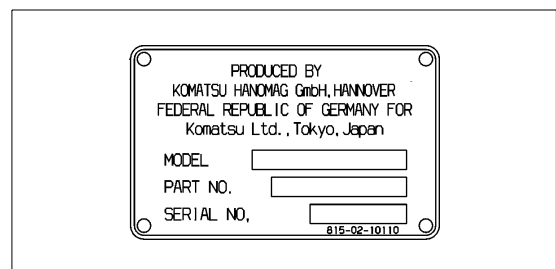 PRODUCED BY
KOMATSU HANOMAG GmbH,HANNOVER
FEDERAL REPUBLIC OF GERMANY FOR
Komatsu Ltd.,Tokyo,Japan
MODEL
PART NO.
SERIAL NO,
815-02-10110